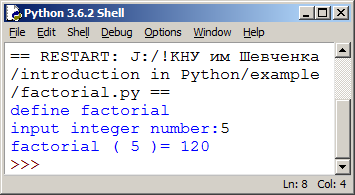 Python 3.6.2 Shell
File Edit Shell Debug Options Window Help
== RESTART: J:/!КНУ им Шевченка
/introduction in Python/example
/factorial.py ==
define factorial
input integer number:5
factorial ( 5 )= 120
>>>
Ln: 8 Col: 4